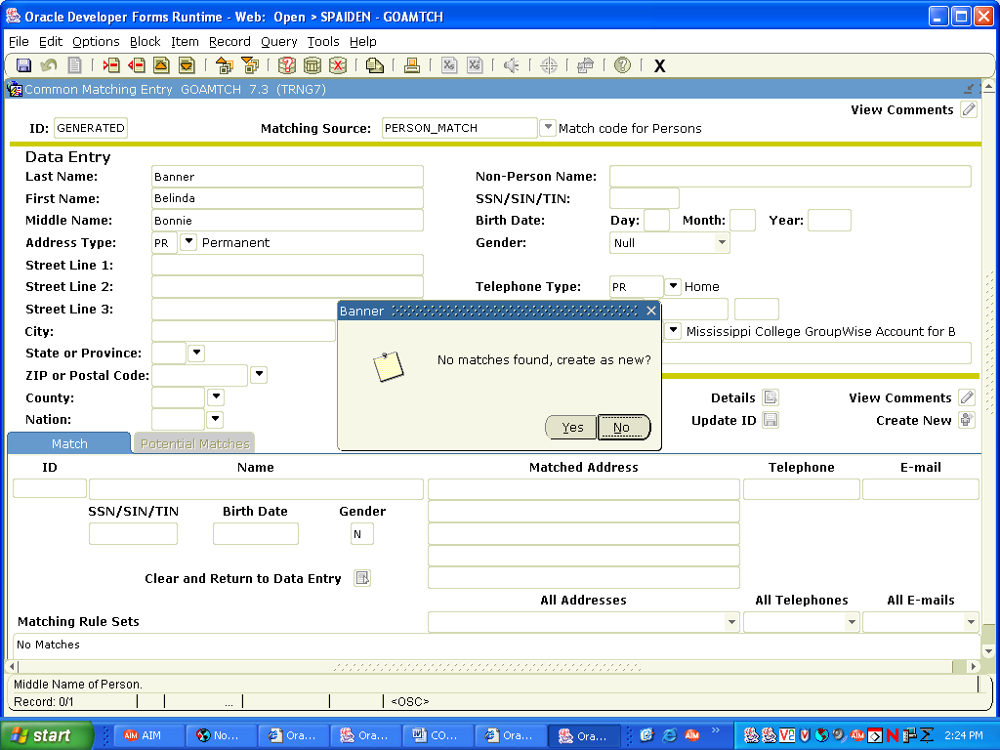 Oracle Developer Forms Runtime - Web: Open > SPAIDEN - GOAMTCH
File Edit Options Block Item Record Query Tools Help
X
Common Matching Entry GOAMTCH 7.3 (TRNG7)
View Comments
ID: GENERATED Matching Source: PERSON_MATCH Match code for Persons
Data Entry
Last Name: Banner Non-Person Name:
First Name: Belinda SSN/SIN/TIN:
Middle Name: Bonnie Birth Date: Day: Month: Year:
Address Type: PR Permanent Gender: Null
Street Line 1:
Street Line 2: Telephone Type: PR Home
Street Line 3:
Banner
City: Mississippi College GroupWise Account for B
State or Province:
No matches found, create as new?
ZIP or Postal Code:
County: Details View Comments
Nation: Update ID Create New
Yes No
Match Potential Matches
ID Name Matched Address Telephone E-mail
SSN/SIN/TIN Birth Date Gender
N
Clear and Return to Data Entry
All Addresses All Telephones All E-mails
Matching Rule Sets
No Matches
Middle Name of Person.
Record: 0/1 ... <OSC>
start AIM No... Ora... Ora... CO... Ora... Ora... 2:24 PM